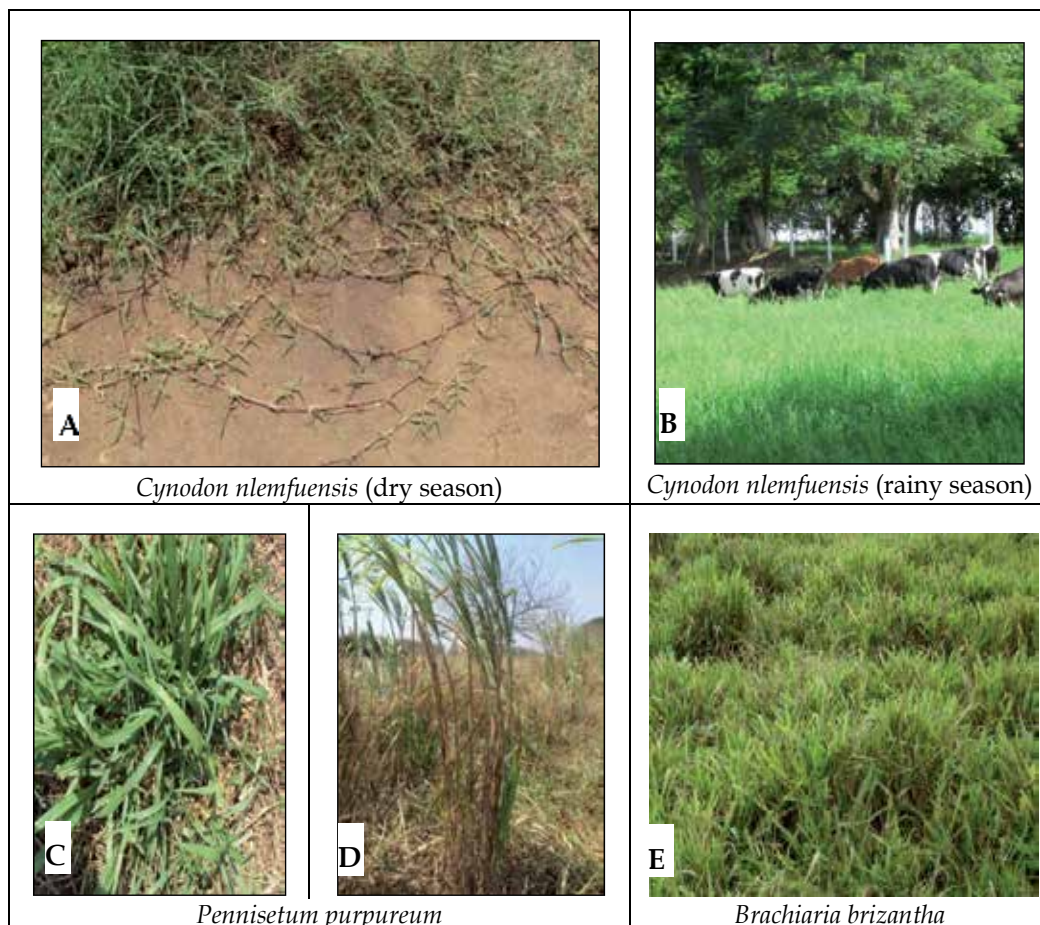 A
B
Cynodon nlemfuensis (dry season)
Cynodon nlemfuensis (rainy season)
C
D
E
Pennisetum purpureum
Brachiaria brizantha